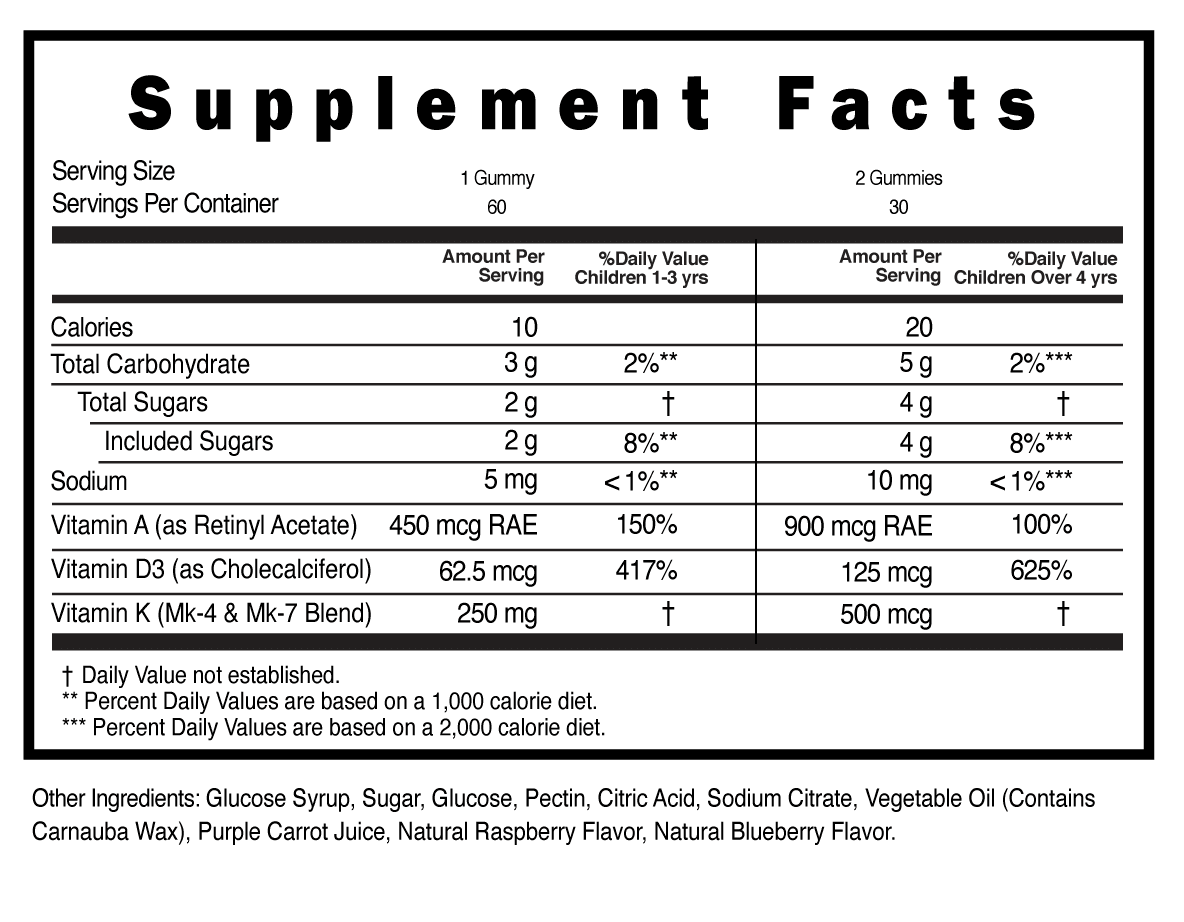 Supplement Facts
Serving Size 1 Gummy 2 Gummies
Servings Per Container 60 30
Amount Per Serving %Daily Value Children 1-3 yrs Amount Per Serving %Daily Value Children Over 4 yrs
Calories 10 20
Total Carbohydrate 3 g 2%** 5 g 2%***
Total Sugars 2 g † 4 g †
Included Sugars 2 g 8%** 4 g 8%***
Sodium 5 mg <1%** 10 mg <1%***
Vitamin A (as Retinyl Acetate) 450 mcg RAE 150% 900 mcg RAE 100%
Vitamin D3 (as Cholecalciferol) 62.5 mcg 417% 125 mcg 625%
Vitamin K (Mk-4 & Mk-7 Blend) 250 mg † 500 mcg †
† Daily Value not established.
** Percent Daily Values are based on a 1,000 calorie diet.
*** Percent Daily Values are based on a 2,000 calorie diet.
Other Ingredients: Glucose Syrup, Sugar, Glucose, Pectin, Citric Acid, Sodium Citrate, Vegetable Oil (Contains
Carnauba Wax), Purple Carrot Juice, Natural Raspberry Flavor, Natural Blueberry Flavor.